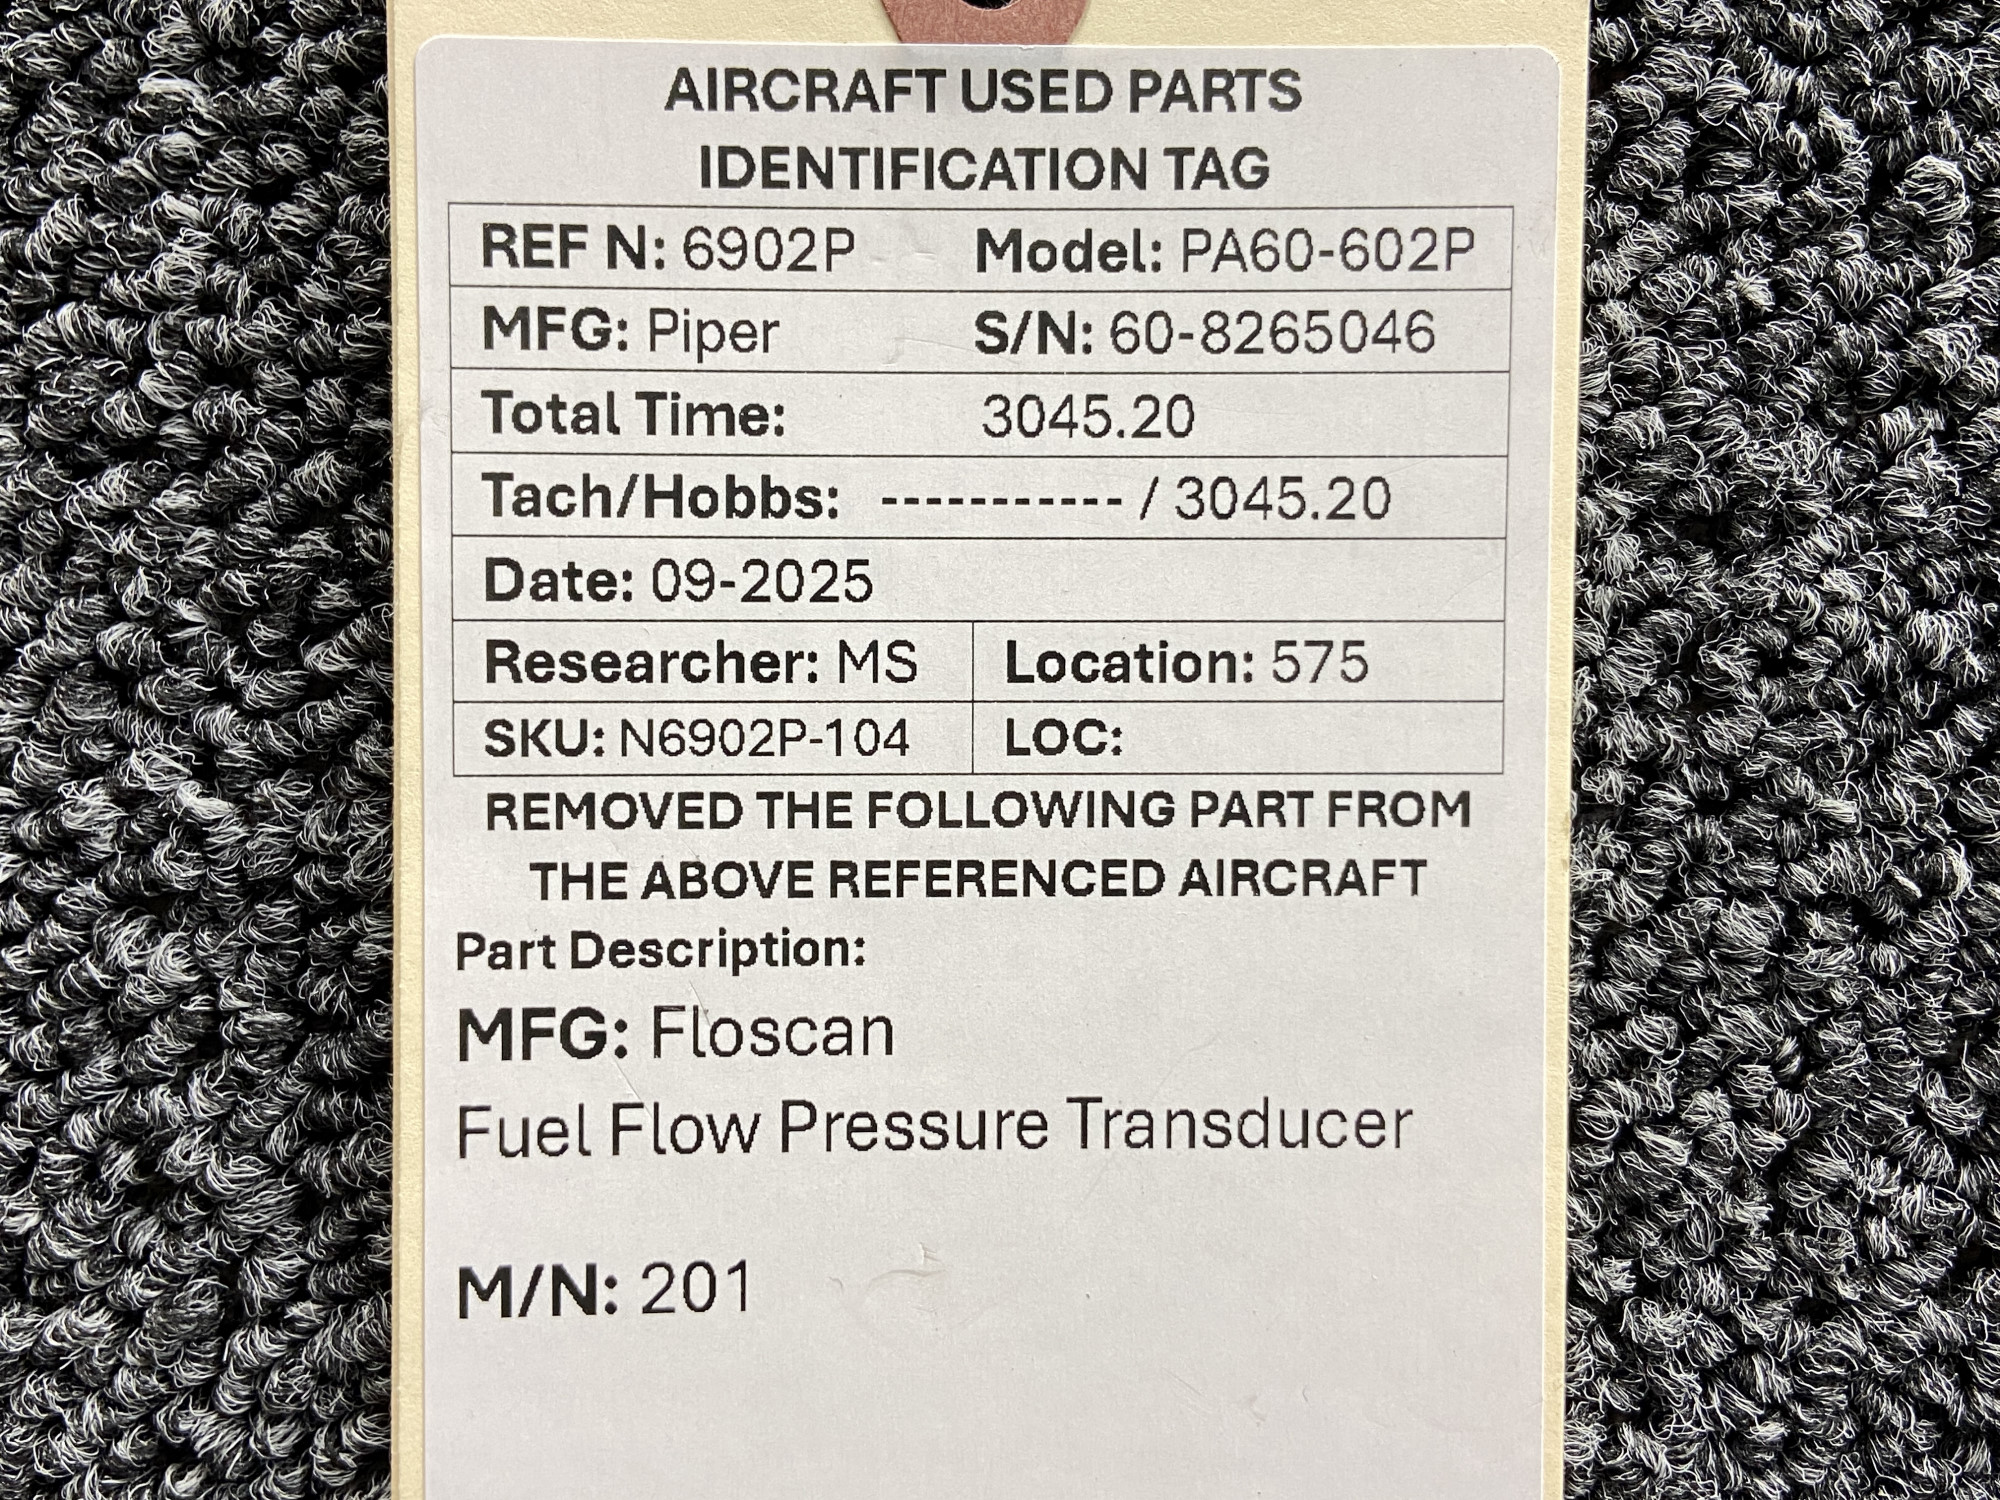 AIRCRAFT USED PARTS
IDENTIFICATION TAG
REF N: 6902P Model: PA60-602P
MFG: Piper S/N: 60-8265046
Total Time: 3045.20
Tach/Hobbs: ----------- / 3045.20
Date: 09-2025
Researcher: MS Location: 575
SKU: N6902P-104 LOC:
REMOVED THE FOLLOWING PART FROM
THE ABOVE REFERENCED AIRCRAFT
Part Description:
MFG: Floscan
Fuel Flow Pressure Transducer
M/N: 201